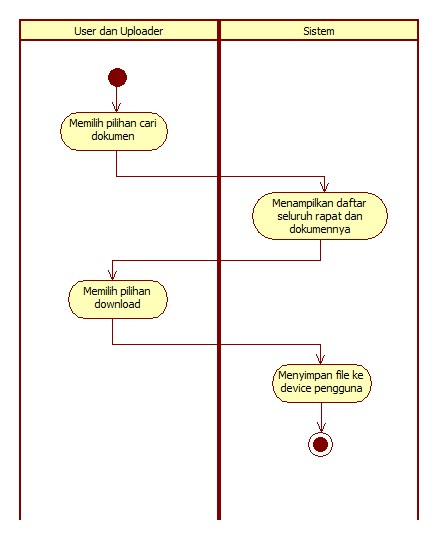 User dan Uploader
Sistem
Memilih pilihan cari
dokumen
Menampilkan daftar
seluruh rapat dan
dokumennya
Memilih pilihan
download
Menyimpan file ke
device pengguna